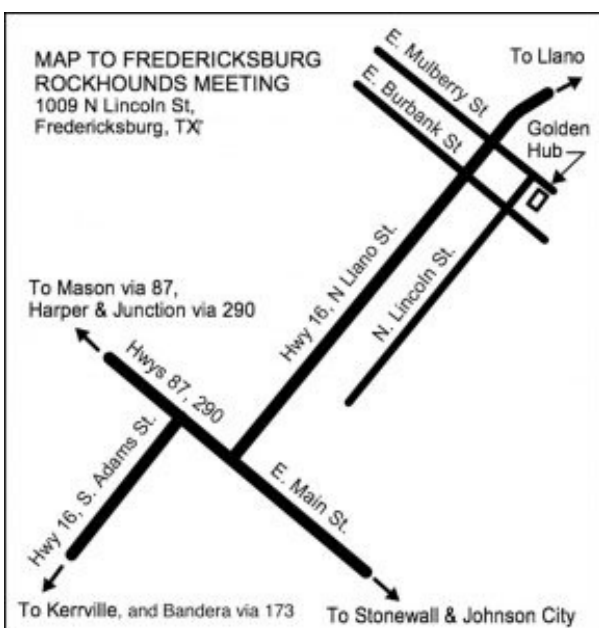 MAP TO FREDERICKSBURG
ROCKHOUNDS MEETING
1009 N Lincoln St,
Fredericksburg, TX
E. Mulberry St
To Llano
E. Burbank St
Golden
Hub
Hwy 16, N Llano St.
N. Lincoln St.
To Mason via 87,
Harper & Junction via 290
Hwys 87, 290
Hwy 16, S. Adams St.
E. Main St.
To Kerrville, and Bandera via 173
To Stonewall & Johnson City